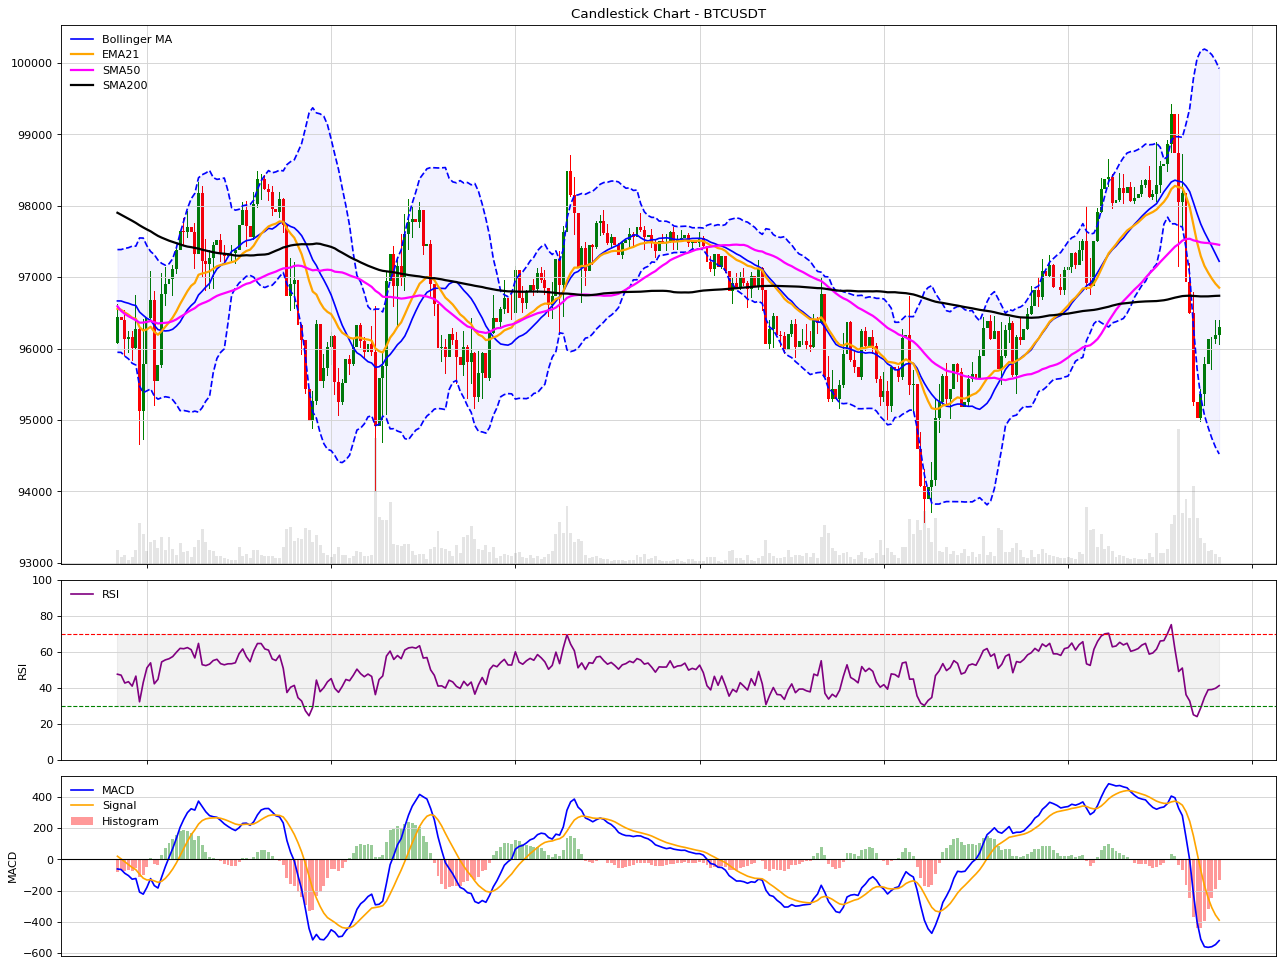 Candlestick Chart - BTCUSDT
Bollinger MA
EMA21
SMA50
SMA200
100000
99000
98000
97000
96000
95000
94000
93000
100
80
60
40
20
0
RSI
RSI
400
200
0
−200
−400
−600
MACD
MACD
Signal
Histogram